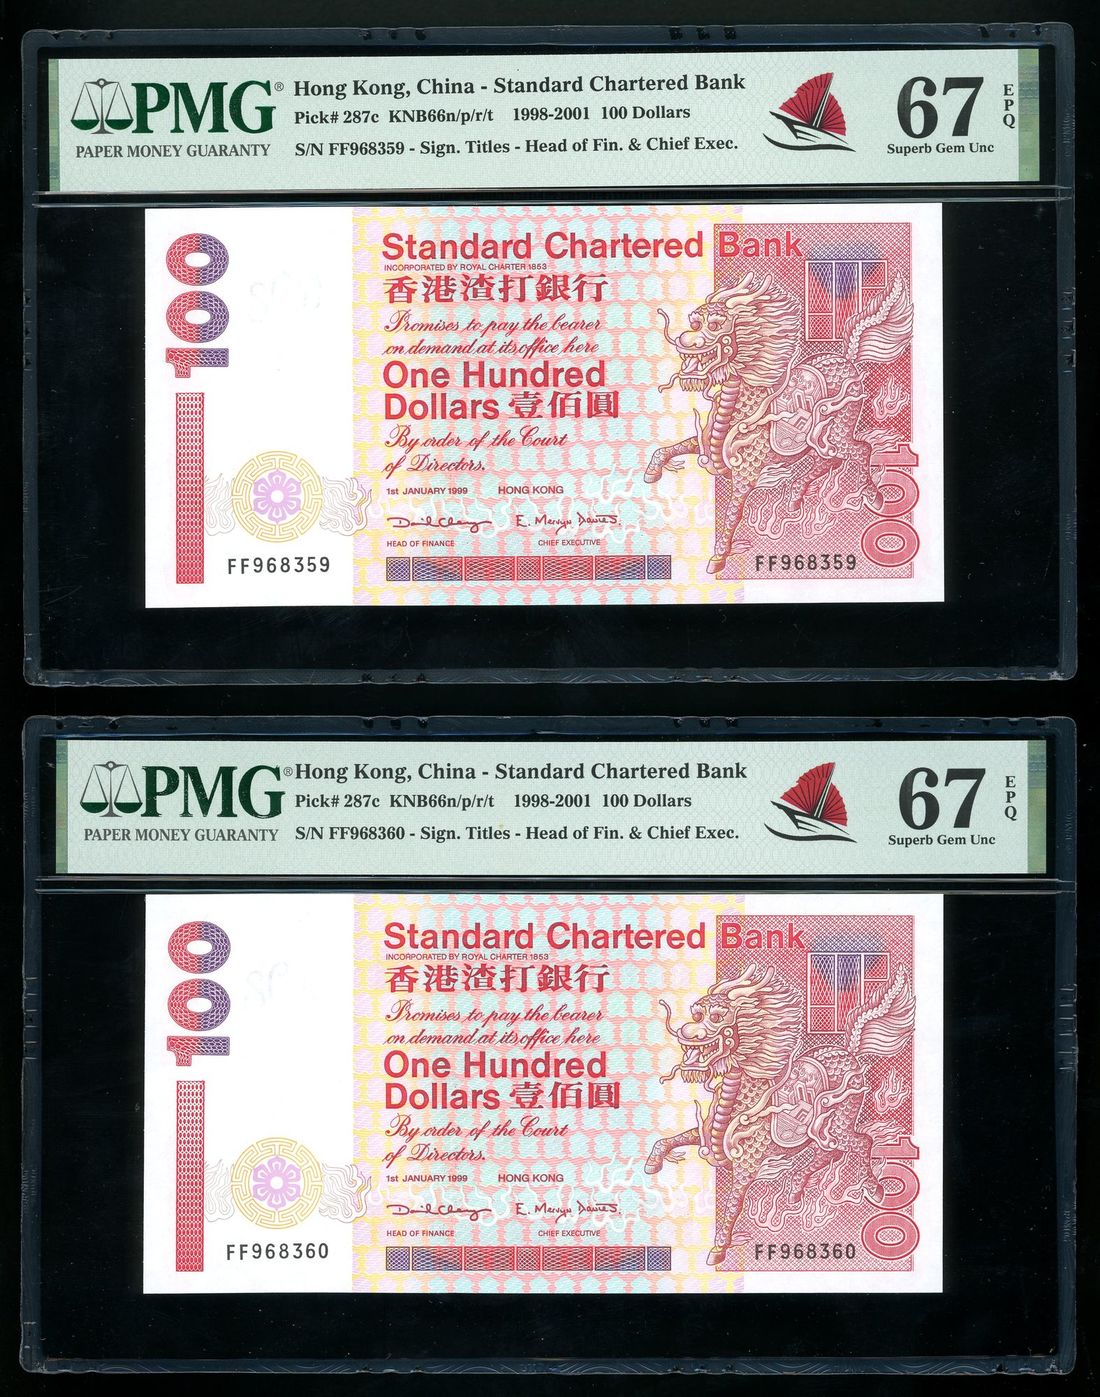 PMG®
PAPER MONEY GUARANTY
Hong Kong, China - Standard Chartered Bank
Pick# 287c KNB66n/p/r/t 1998-2001 100 Dollars
S/N FF968359 - Sign. Titles - Head of Fin. & Chief Exec.
67
EPQ
Superb Gem Unc
100
Standard Chartered Bank
INCORPORATED BY ROYAL CHARTER 1853
香港渣打銀行
Promises to pay the bearer
on demand at its office here
One Hundred
Dollars 壹佰圓
By order of the Court
of Directors.
1st JANUARY 1999 HONG KONG
E. Mervyn Davies.
HEAD OF FINANCE CHIEF EXECUTIVE
FF968359
FF968359
100
PMG®
PAPER MONEY GUARANTY
Hong Kong, China - Standard Chartered Bank
Pick# 287c KNB66n/p/r/t 1998-2001 100 Dollars
S/N FF968360 - Sign. Titles - Head of Fin. & Chief Exec.
67
EPQ
Superb Gem Unc
100
Standard Chartered Bank
INCORPORATED BY ROYAL CHARTER 1853
香港渣打銀行
Promises to pay the bearer
on demand at its office here
One Hundred
Dollars 壹佰圓
By order of the Court
of Directors.
1st JANUARY 1999 HONG KONG
E. Mervyn Davies.
HEAD OF FINANCE CHIEF EXECUTIVE
FF968360
FF968360
100